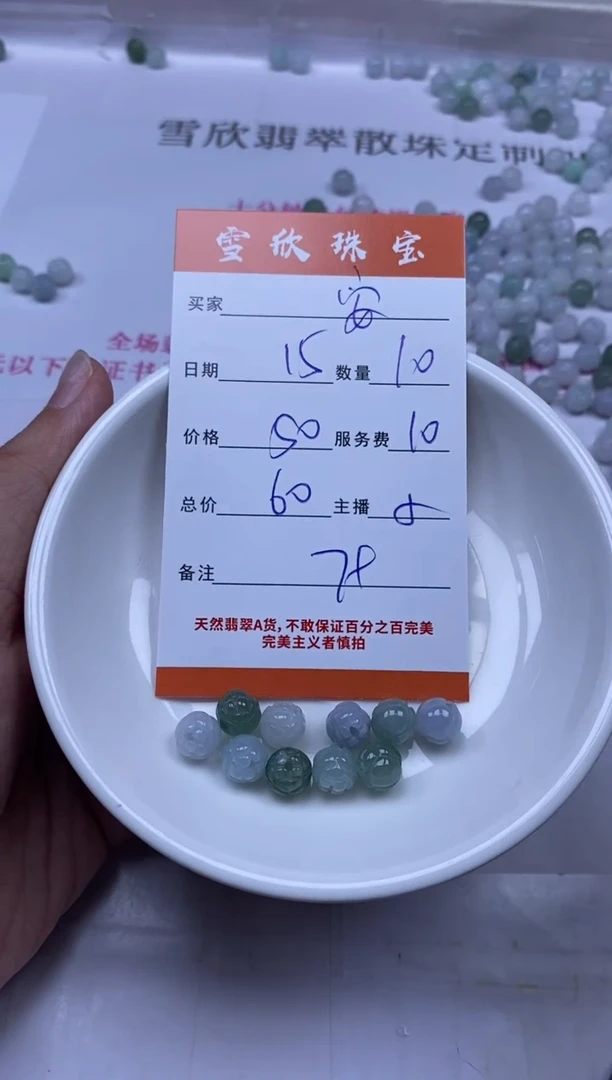 雪欣翡翠散珠定制
雪欣珠宝
买家 安
日期 15 数量 10
价格 50 服务费 10
总价 60 主播
备注 78
天然翡翠A货，不敢保证百分之百完美
完美主义者慎拍
全场
以下 证书